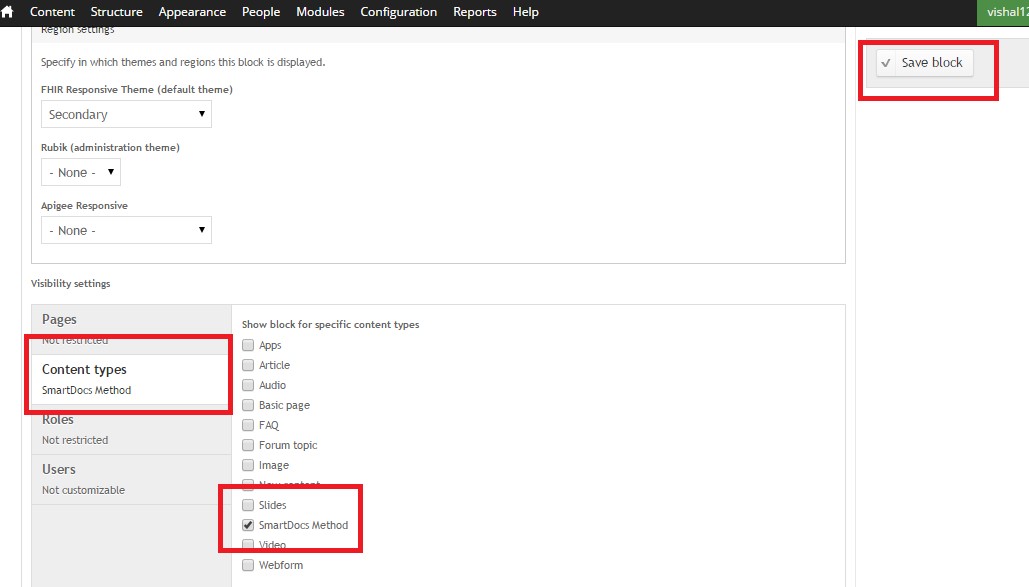 Content Structure Appearance People Modules Configuration Reports Help vishal12
Region settings
Save block
Specify in which themes and regions this block is displayed.
FHIR Responsive Theme (default theme)
Secondary
Rubik (administration theme)
- None -
Apigee Responsive
- None -
Visibility settings
Pages
Not restricted
Content types
SmartDocs Method
Roles
Not restricted
Users
Not customizable
Show block for specific content types
Apps
Article
Audio
Basic page
FAQ
Forum topic
Image
New content
Slides
SmartDocs Method
Video
Webform